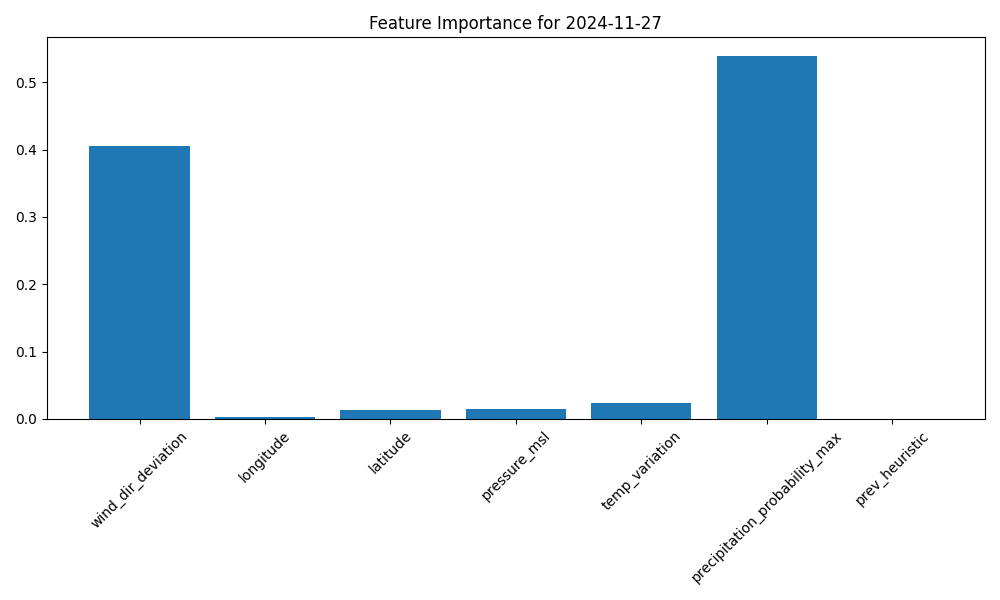 Feature Importance for 2024-11-27
0.5
0.4
0.3
0.2
0.1
0.0
wind_dir_deviation
longitude
latitude
pressure_msl
temp_variation
precipitation_probability_max
prev_heuristic